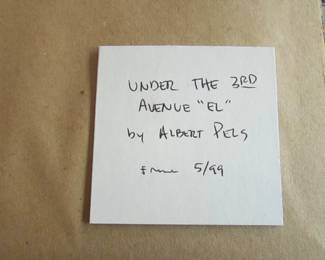 UNDER THE 3RD
AVENUE "EL"
by ALBERT PELS
5/99